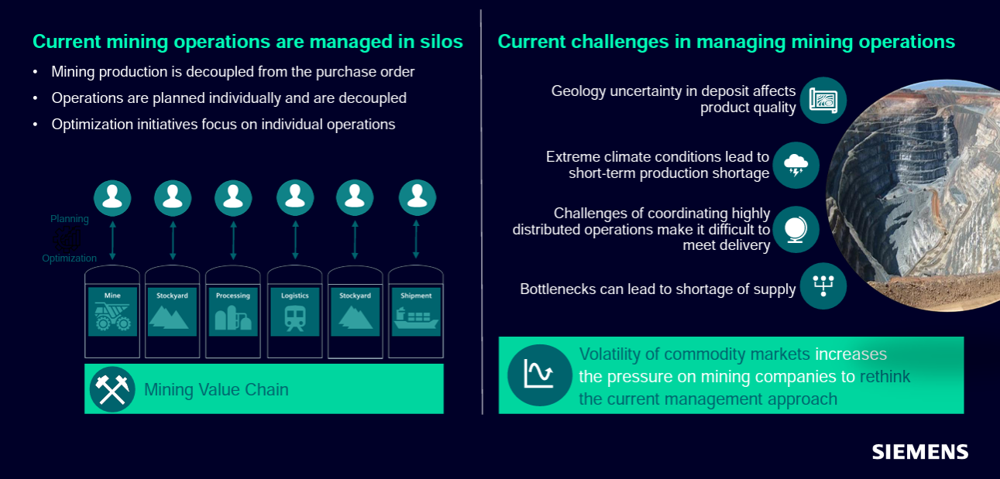 Current mining operations are managed in silos
• Mining production is decoupled from the purchase order
• Operations are planned individually and are decoupled
• Optimization initiatives focus on individual operations
Planning
Optimization
Mine
Stockyard
Processing
Logistics
Stockyard
Shipment
Mining Value Chain
Current challenges in managing mining operations
Geology uncertainty in deposit affects
product quality
Extreme climate conditions lead to
short-term production shortage
Challenges of coordinating highly
distributed operations make it difficult to
meet delivery
Bottlenecks can lead to shortage of supply
Volatility of commodity markets increases
the pressure on mining companies to rethink
the current management approach
SIEMENS